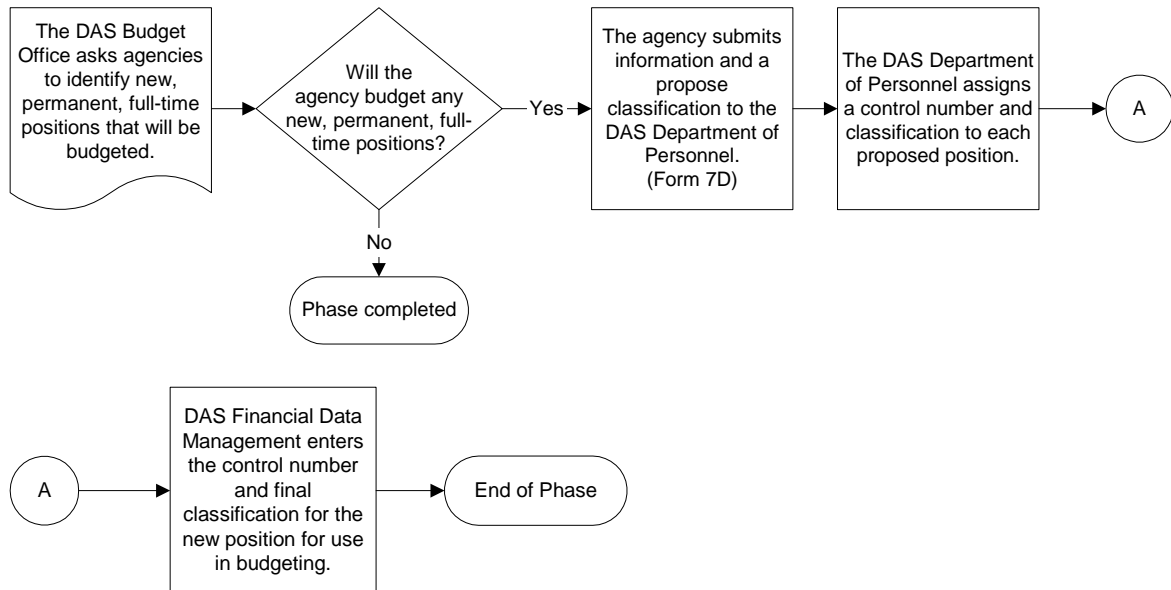 The DAS Budget
Office asks agencies
to identify new,
permanent, full-time
positions that will be
budgeted.
Will the
agency budget any
new, permanent, full-
time positions?
Yes
The agency submits
information and a
propose
classification to the
DAS Department of
Personnel.
(Form 7D)
The DAS Department
of Personnel assigns
a control number and
classification to each
proposed position.
A
No
Phase completed
A
DAS Financial Data
Management enters
the control number
and final
classification for the
new position for use
in budgeting.
End of Phase